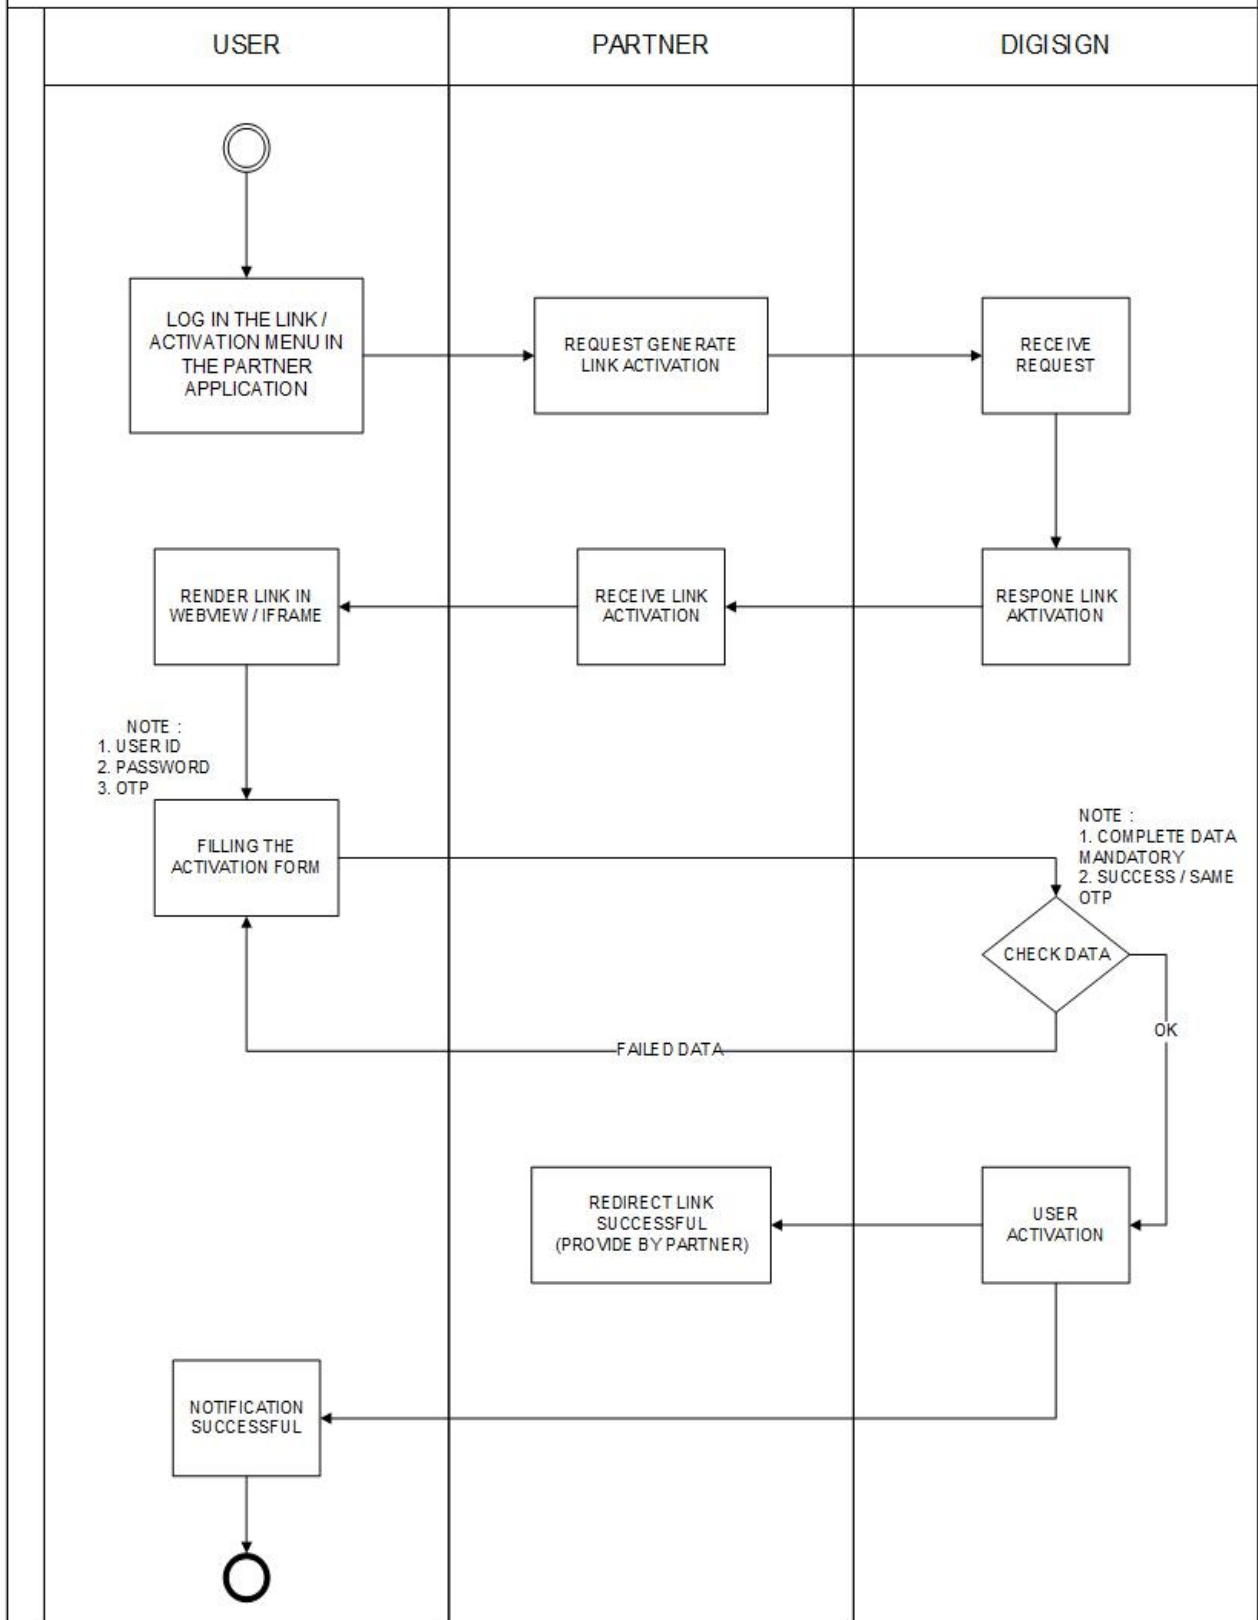 USER
PARTNER
DIGISIGN
LOG IN THE LINK /
ACTIVATION MENU IN
THE PARTNER
APPLICATION
REQUEST GENERATE
LINK ACTIVATION
RECEIVE
REQUEST
RENDER LINK IN
WEBVIEW / IFRAME
RECEIVE LINK
ACTIVATION
RESPONE LINK
AKTIVATION
NOTE :
1. USER ID
2. PASSWORD
3. OTP
FILLING THE
ACTIVATION FORM
NOTE :
1. COMPLETE DATA
MANDATORY
2. SUCCESS / SAME
OTP
CHECK DATA
OK
FAILED DATA
REDIRECT LINK
SUCCESSFUL
(PROVIDE BY PARTNER)
USER
ACTIVATION
NOTIFICATION
SUCCESSFUL